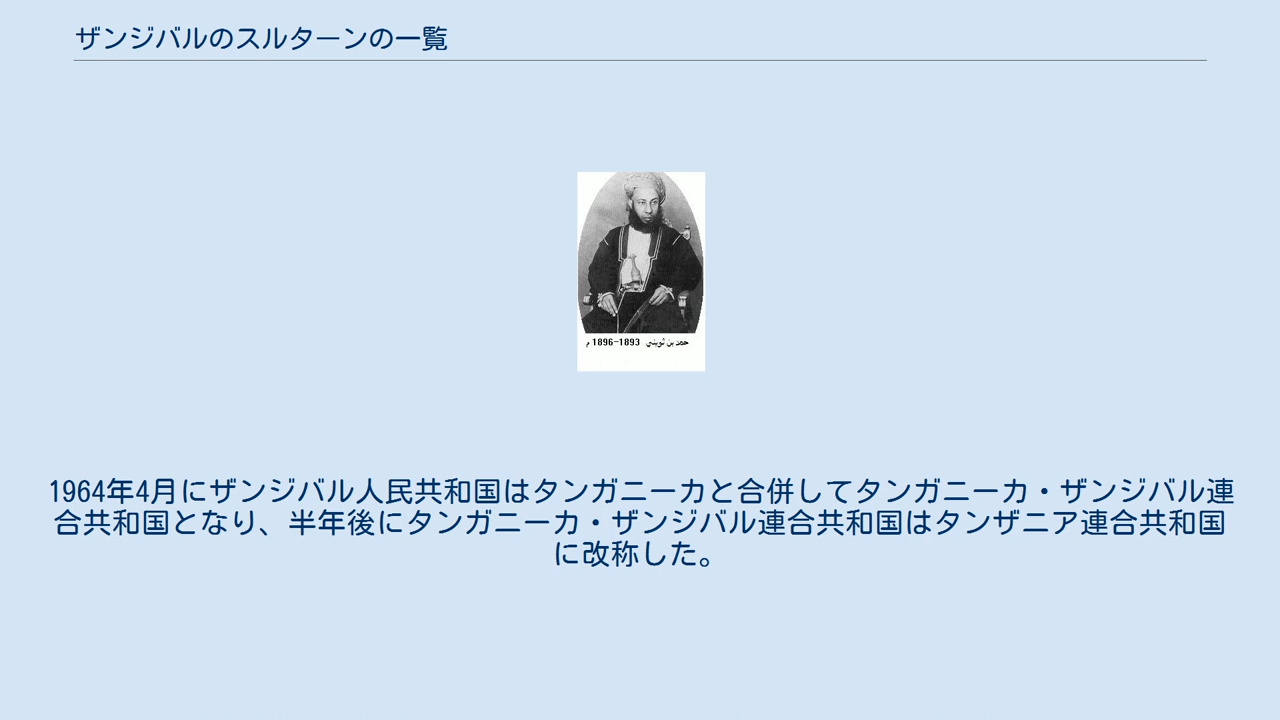 ザンジバルのスルターンの一覧
حمد بن ثويني 1893-1896 م
1964年4月にザンジバル人民共和国はタンガニーカと合併してタンガニーカ・ザンジバル連
合共和国となり、半年後にタンガニーカ・ザンジバル連合共和国はタンザニア連合共和国
に改称した。